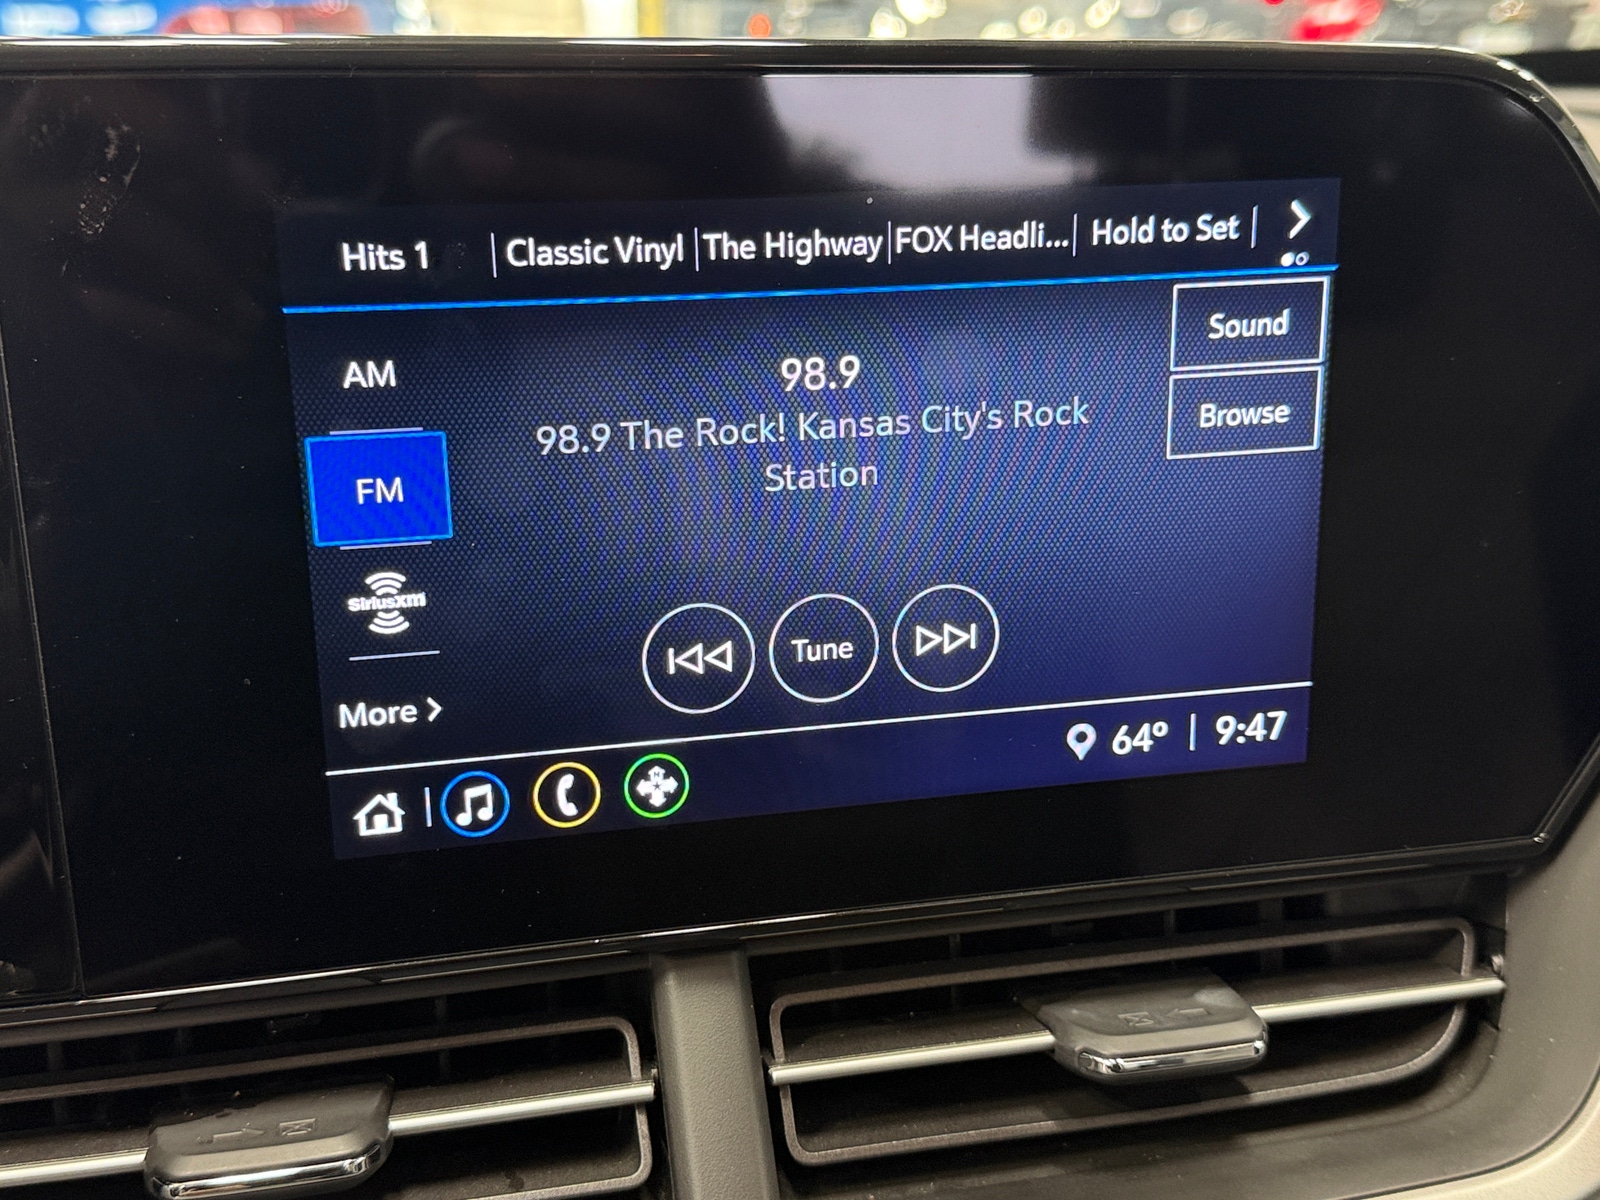 Hits 1 | Classic Vinyl | The Highway | FOX Headli... | Hold to Set |
Sound
AM
98.9
98.9 The Rock! Kansas City's Rock
Station
Browse
FM
SiriusXM
Tune
More
64° | 9:47
N